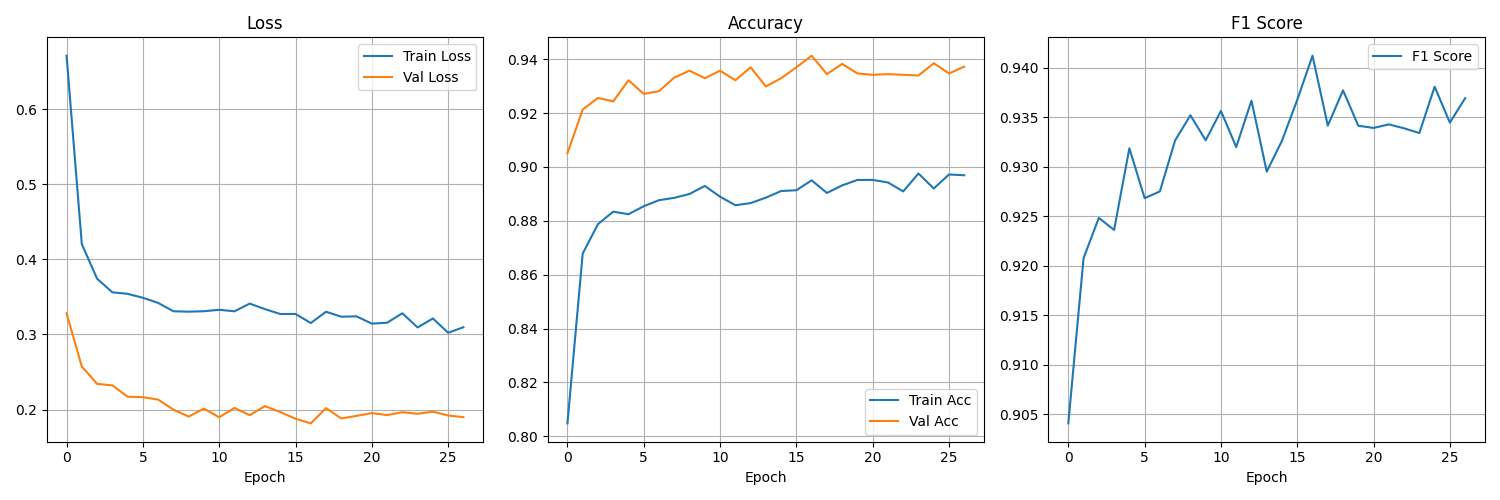 Loss
Train Loss
Val Loss
0.6
0.5
0.4
0.3
0.2
0 5 10 15 20 25
Epoch
Accuracy
0.94
0.92
0.90
0.88
0.86
0.84
0.82
0.80
Train Acc
Val Acc
0 5 10 15 20 25
Epoch
F1 Score
F1 Score
0.940
0.935
0.930
0.925
0.920
0.915
0.910
0.905
0 5 10 15 20 25
Epoch